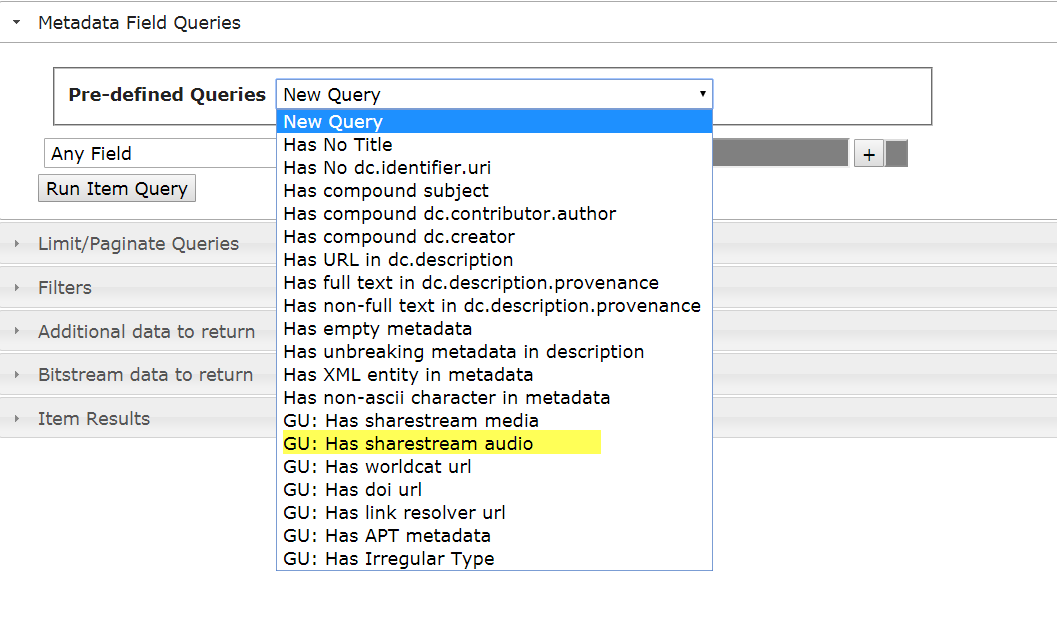 Metadata Field Queries
Pre-defined Queries New Query
New Query
Has No Title
Has No dc.identifier.uri
Has compound subject
Has compound dc.contributor.author
Has compound dc.creator
Has URL in dc.description
Has full text in dc.description.provenance
Has non-full text in dc.description.provenance
Has empty metadata
Has unbreaking metadata in description
Has XML entity in metadata
Has non-ascii character in metadata
GU: Has sharestream media
GU: Has sharestream audio
GU: Has worldcat url
GU: Has doi url
GU: Has link resolver url
GU: Has APT metadata
GU: Has Irregular Type
Any Field +
Run Item Query
Limit/Paginate Queries
Filters
Additional data to return
Bitstream data to return
Item Results